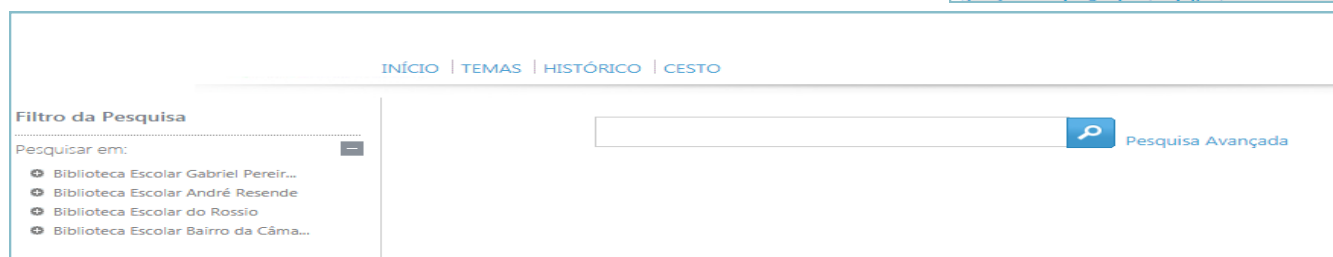 INÍCIO | TEMAS | HISTÓRICO | CESTO
Filtro da Pesquisa
Pesquisar em:
Biblioteca Escolar Gabriel Pereir...
Biblioteca Escolar André Resende
Biblioteca Escolar do Rossio
Biblioteca Escolar Bairro da Câma...
Pesquisa Avançada